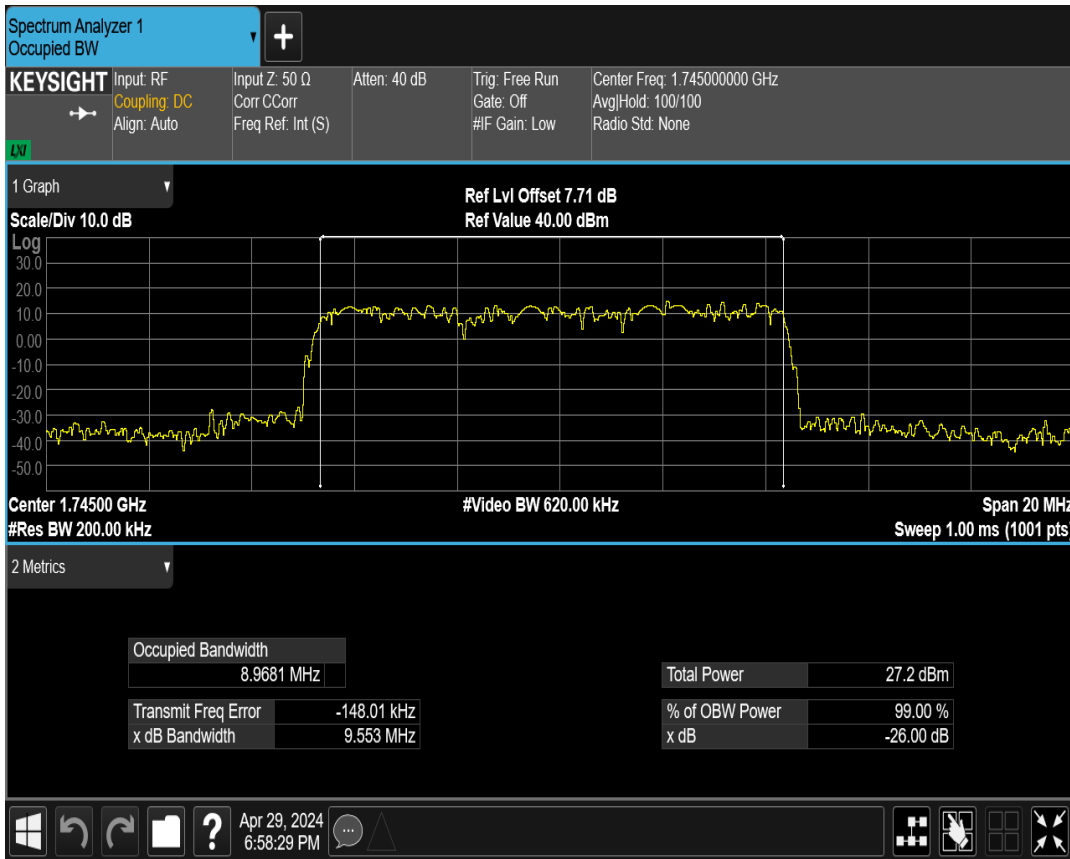 Spectrum Analyzer 1
Occupied BW
+
KEYSIGHT
LXI
Input: RF
Coupling: DC
Align: Auto
Input Z: 50 Ω
Corr CCorr
Freq Ref: Int (S)
Atten: 40 dB
Trig: Free Run
Gate: Off
#IF Gain: Low
Center Freq: 1.745000000 GHz
Avg|Hold: 100/100
Radio Std: None
1 Graph
Scale/Div 10.0 dB
Ref Lvl Offset 7.71 dB
Ref Value 40.00 dBm
Log
30.0
20.0
10.0
0.00
-10.0
-20.0
-30.0
-40.0
-50.0
Center 1.74500 GHz
#Video BW 620.00 kHz
Span 20 MHz
#Res BW 200.00 kHz
Sweep 1.00 ms (1001 pts)
2 Metrics
Occupied Bandwidth
8.9681 MHz
Transmit Freq Error -148.01 kHz
x dB Bandwidth 9.553 MHz
Total Power 27.2 dBm
% of OBW Power 99.00 %
x dB -26.00 dB
?
Apr 29, 2024
6:58:29 PM